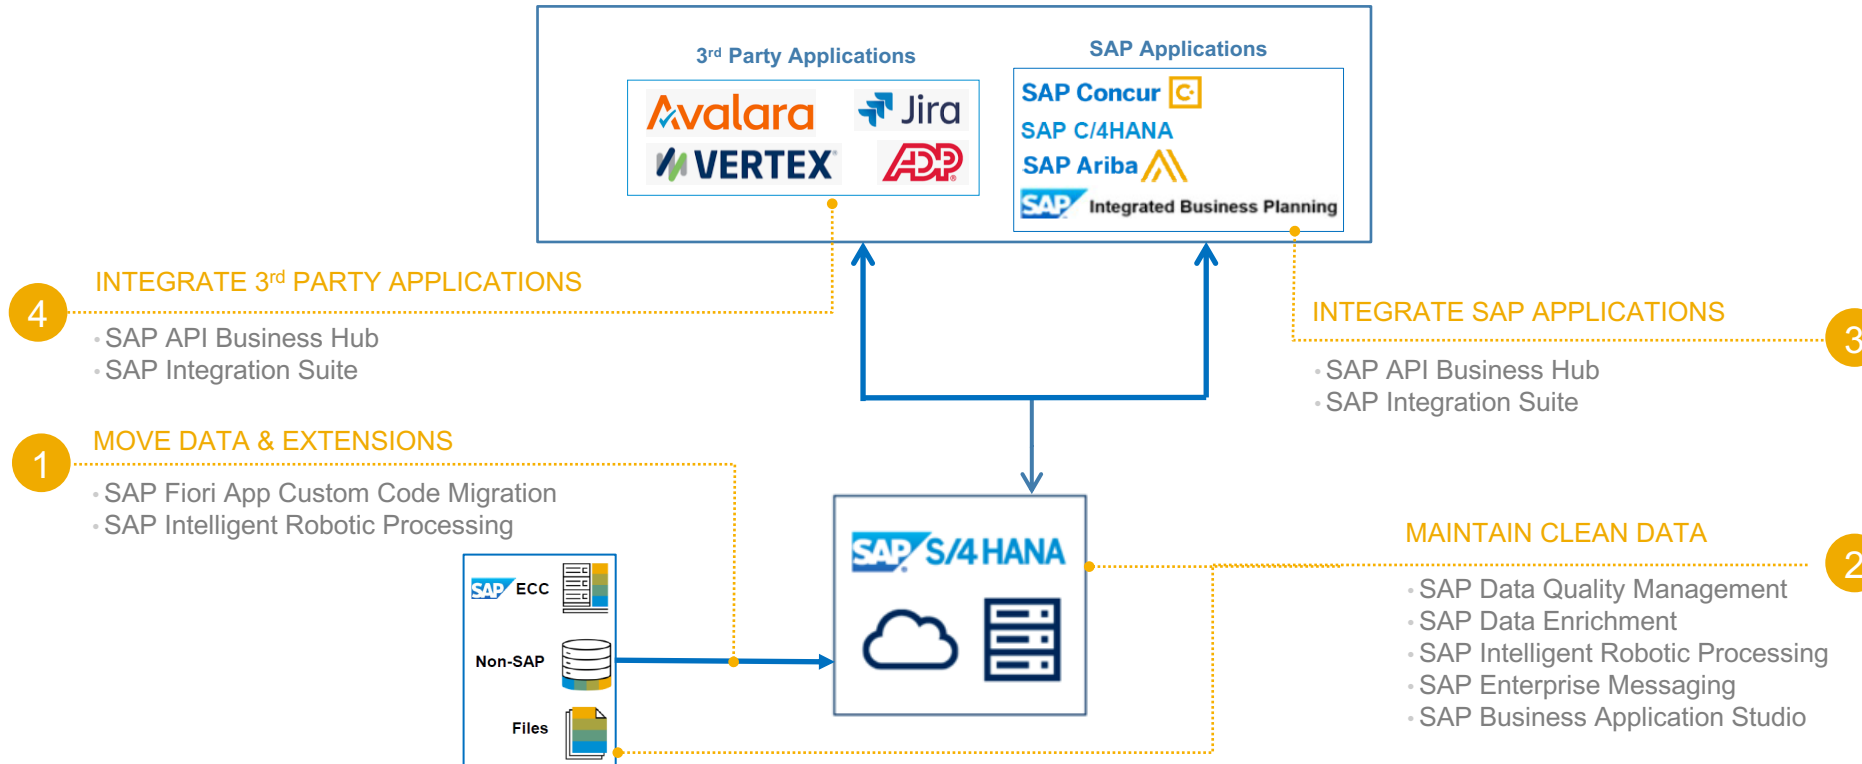 3rd Party Applications
Avalara
Jira
VERTEX
ADP
SAP Applications
SAP Concur C.
SAP C/4HANA
SAP Ariba
SAP Integrated Business Planning
4
INTEGRATE 3rd PARTY APPLICATIONS
• SAP API Business Hub
• SAP Integration Suite
INTEGRATE SAP APPLICATIONS
3
• SAP API Business Hub
• SAP Integration Suite
1
MOVE DATA & EXTENSIONS
• SAP Fiori App Custom Code Migration
• SAP Intelligent Robotic Processing
SAP ECC
Non-SAP
Files
SAP S/4HANA
MAINTAIN CLEAN DATA
2
• SAP Data Quality Management
• SAP Data Enrichment
• SAP Intelligent Robotic Processing
• SAP Enterprise Messaging
• SAP Business Application Studio